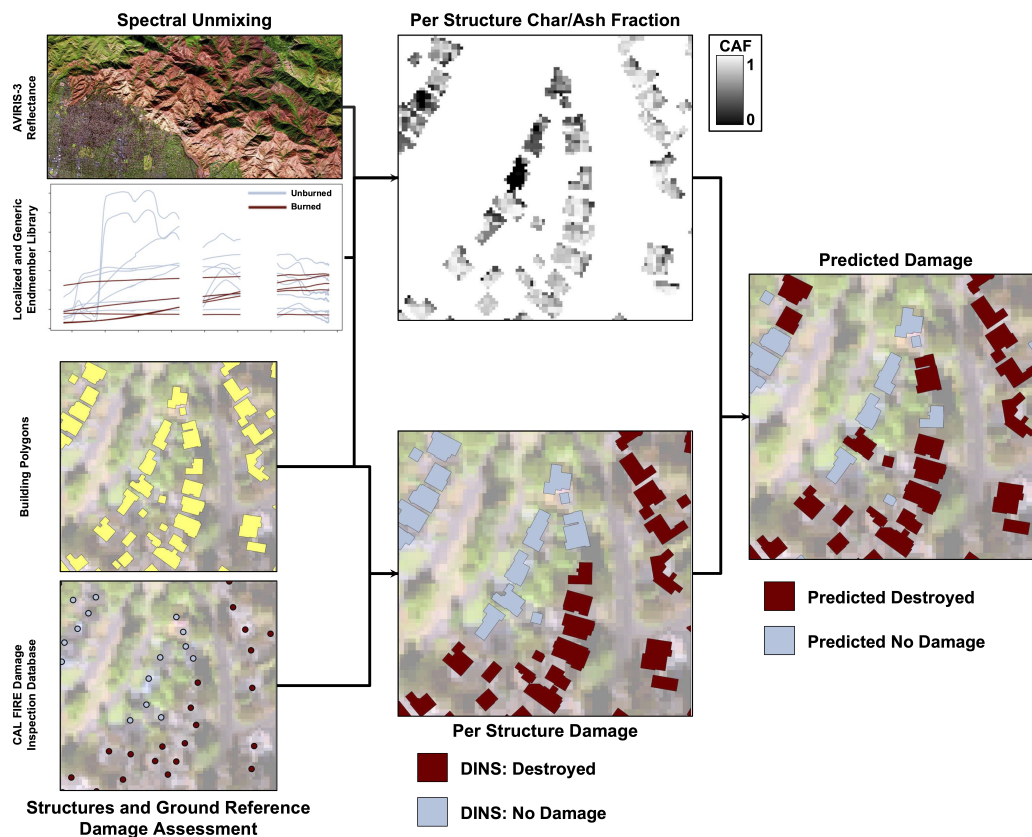 Spectral Unmixing
AVIRIS-3
Reflectance
Localized and Generic
Endmember Library
Unburned
Burned
Building Polygons
CAL FIRE Damage
Inspection Database
Structures and Ground Reference
Damage Assessment
Per Structure Char/Ash Fraction
CAF
1
0
Per Structure Damage
DINS: Destroyed
DINS: No Damage
Predicted Damage
Predicted Destroyed
Predicted No Damage